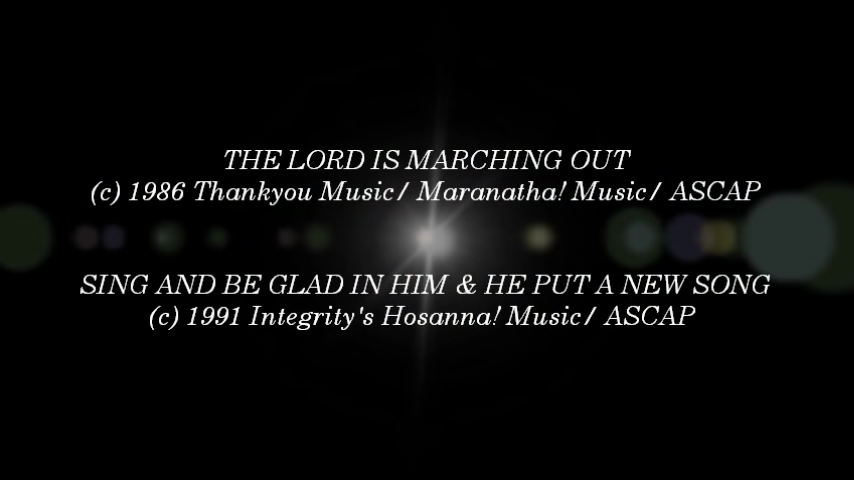 THE LORD IS MARCHING OUT
(c) 1986 Thankyou Music/ Maranatha! Music/ ASCAP
SING AND BE GLAD IN HIM & HE PUT A NEW SONG
(c) 1991 Integrity's Hosanna! Music/ ASCAP